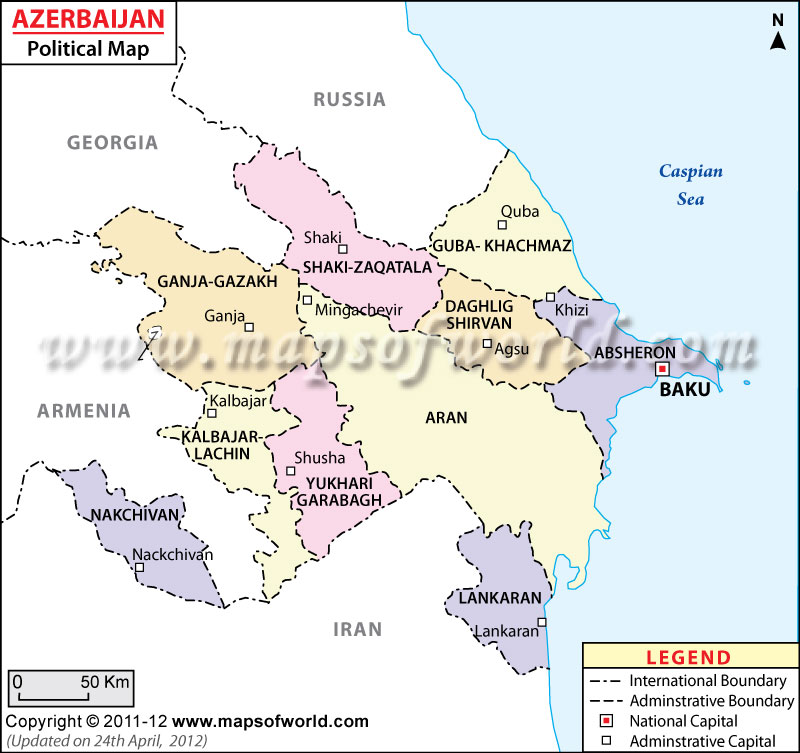 AZERBAIJAN
Political Map
N
RUSSIA
GEORGIA
Caspian
Sea
Quba
GUBA- KHACHMAZ
Shaki
SHAKI-ZAQATALA
GANJA-GAZAKH
Ganja
Mingachevir
DAGHLIG
SHIRVAN
Agsu
Khizi
ABSHERON
BAKU
www.mapsofworld.com
ARMENIA
Kalbajar
KALBAJAR-
LACHIN
ARAN
Shusha
YUKHARI
GARABAGH
NAKCHIVAN
Nackchivan
LANKARAN
Lankaran
IRAN
0 50 Km
LEGEND
International Boundary
Adminstrative Boundary
National Capital
Adminstrative Capital
Copyright © 2011-12 www.mapsofworld.com
(Updated on 24th April, 2012)